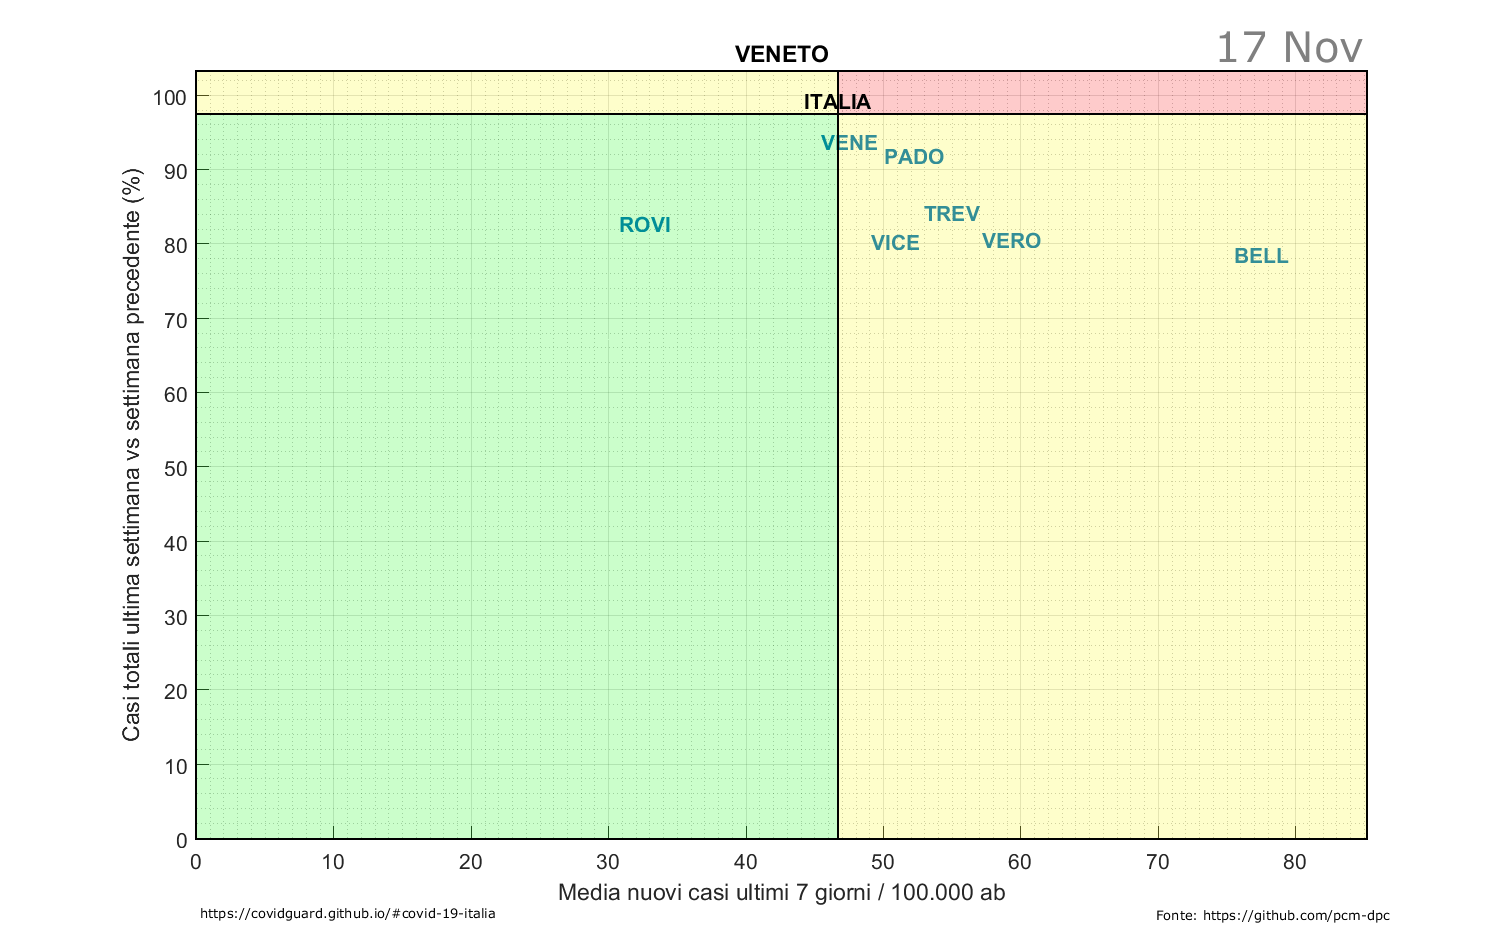 17 Nov
VENETO
100
90
80
70
60
50
40
30
20
10
0
Casi totali ultima settimana vs settimana precedente (%)
ITALIA
VENE
PADO
ROVI
TREV
VICE
VERO
BELL
0 10 20 30 40 50 60 70 80
Media nuovi casi ultimi 7 giorni / 100.000 ab
https://covidguard.github.io/#covid-19-italia
Fonte: https://github.com/pcm-dpc